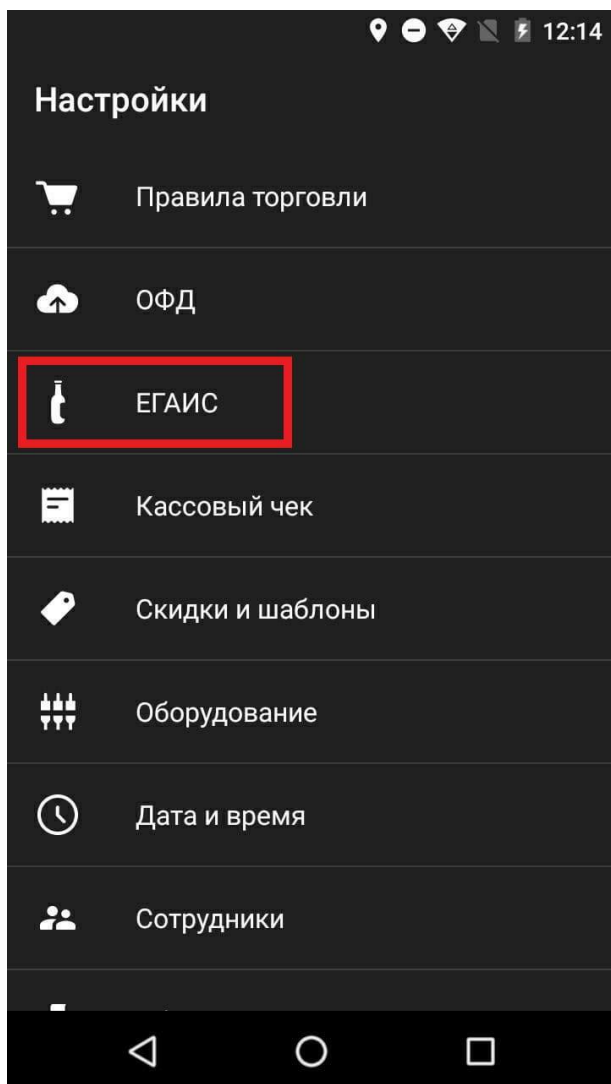 12:14
Настройки
Правила торговли
ОФД
ЕГАИС
Кассовый чек
Скидки и шаблоны
Оборудование
Дата и время
Сотрудники